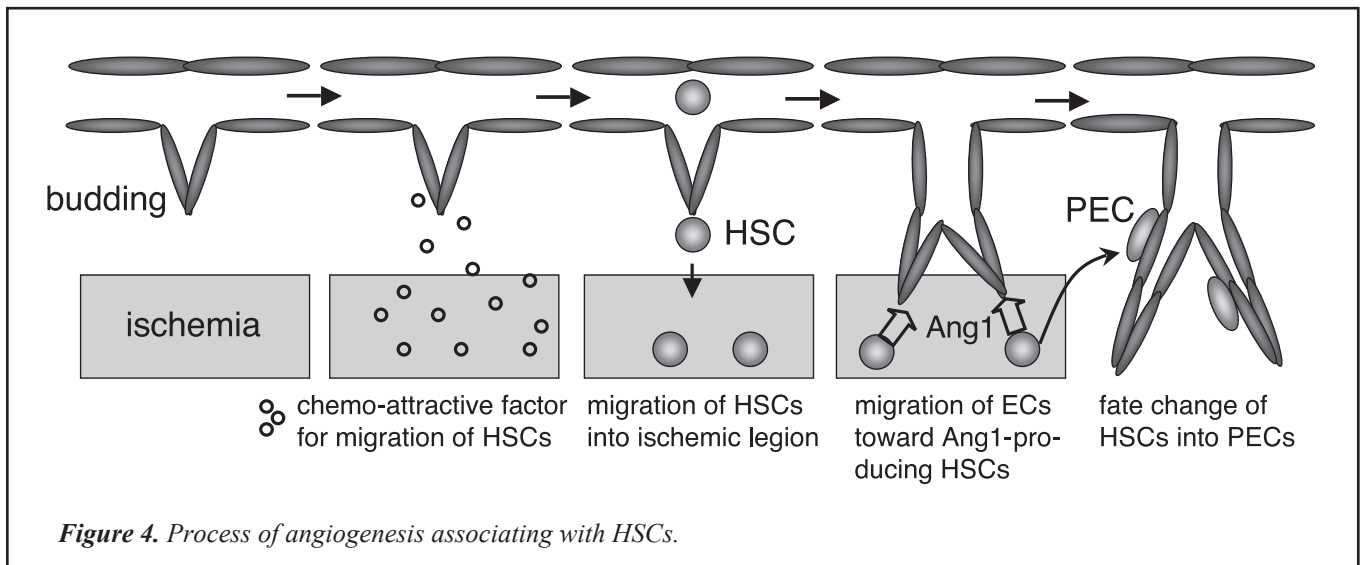 budding
ischemia
HSC
Ang1
PEC
chemo-attractive factor
for migration of HSCs
migration of HSCs
into ischemic legion
migration of ECs
toward Ang1-pro-
ducing HSCs
fate change of
HSCs into PECs
Figure 4. Process of angiogenesis associating with HSCs.